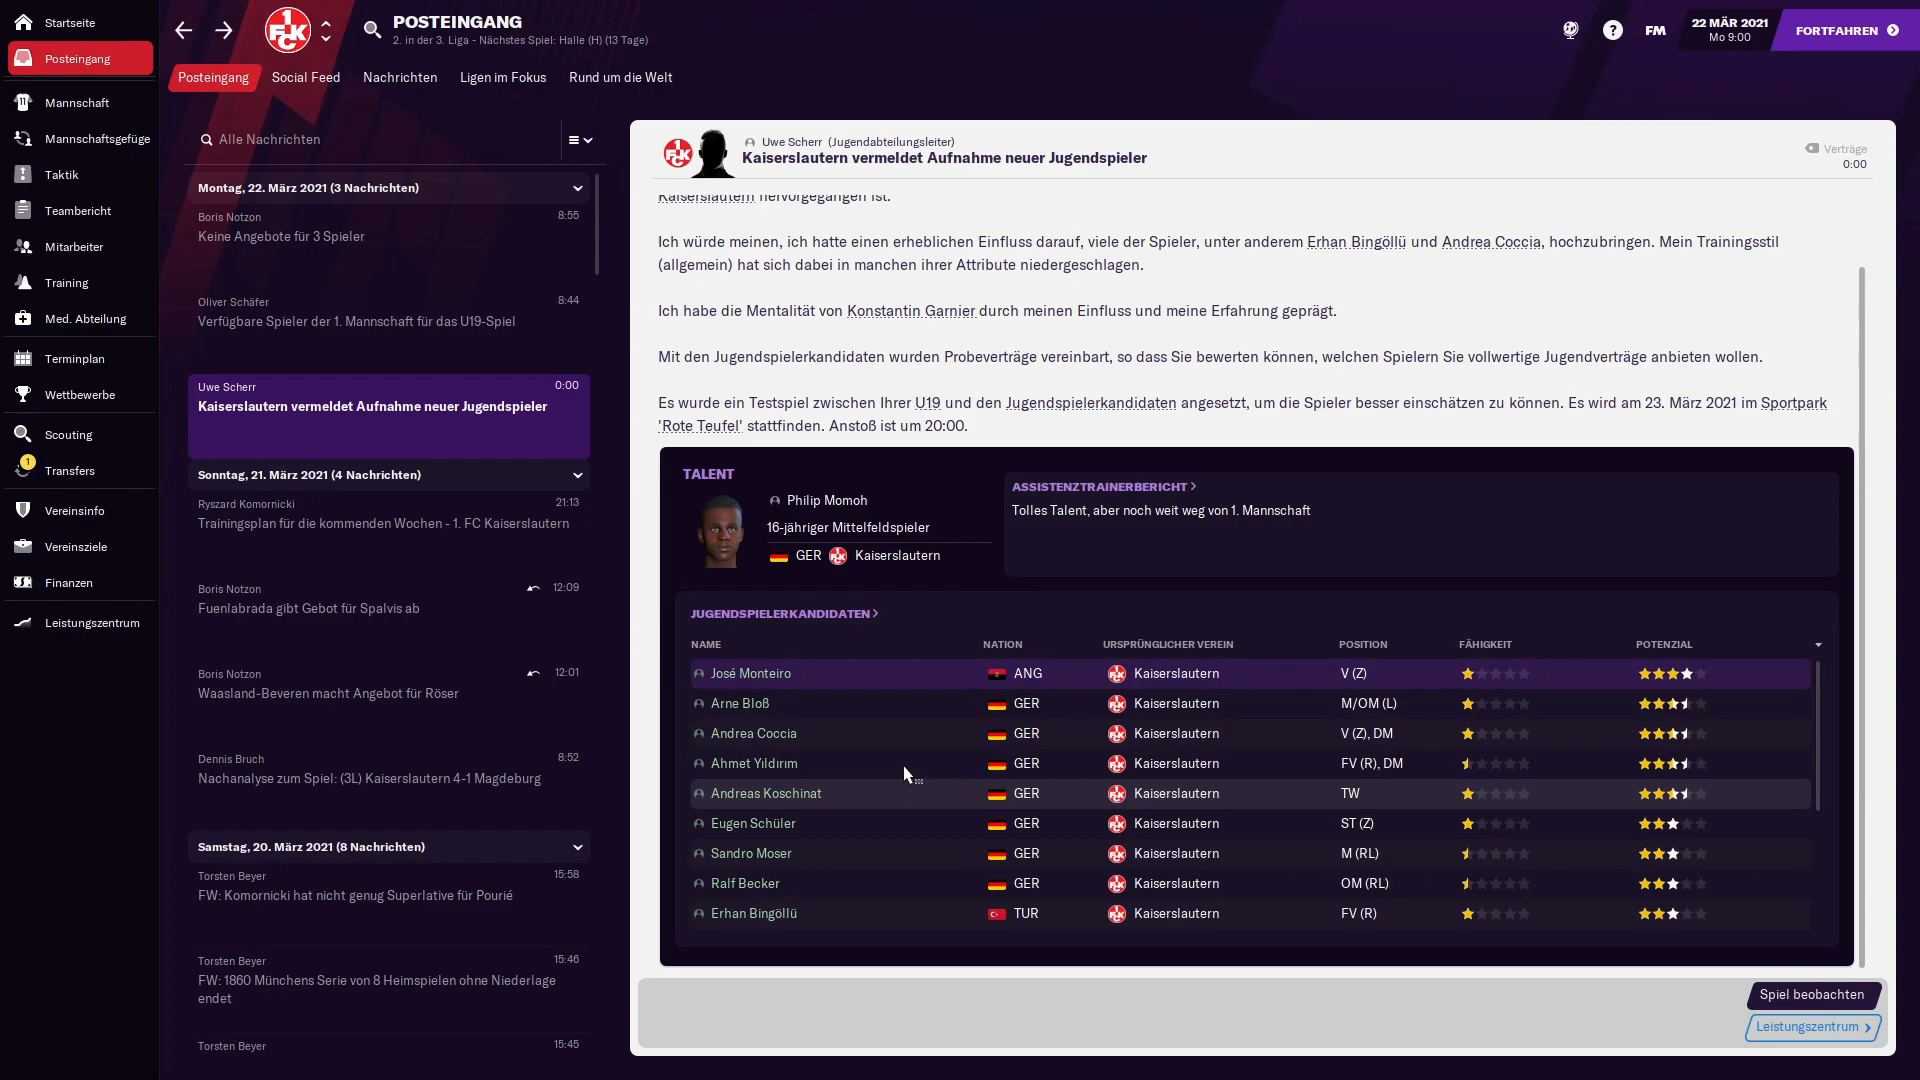 Startseite
Posteingang
Mannschaft
Mannschaftsgefüge
Taktik
Teambericht
Mitarbeiter
Training
Med. Abteilung
Terminplan
Wettbewerbe
Scouting
1
Transfers
Vereinsinfo
Vereinsziele
Finanzen
Leistungszentrum
POSTEINGANG
2. in der 3. Liga - Nächstes Spiel: Halle (H) (13 Tage)
FM
22 MÄR 2021
Mo 9:00
FORTFAHREN
Posteingang Social Feed Nachrichten Ligen im Fokus Rund um die Welt
Alle Nachrichten
Montag, 22. März 2021 (3 Nachrichten)
Boris Notzon 8:55
Keine Angebote für 3 Spieler
Oliver Schäfer 8:44
Verfügbare Spieler der 1. Mannschaft für das U19-Spiel
Uwe Scherr 0:00
Kaiserslautern vermeldet Aufnahme neuer Jugendspieler
Sonntag, 21. März 2021 (4 Nachrichten)
Ryszard Komornicki 21:13
Trainingsplan für die kommenden Wochen - 1. FC Kaiserslautern
Boris Notzon 12:09
Fuenlabrada gibt Gebot für Spalvis ab
Boris Notzon 12:01
Waasland-Beveren macht Angebot für Röser
Dennis Bruch 8:52
Nachanalyse zum Spiel: (3L) Kaiserslautern 4-1 Magdeburg
Samstag, 20. März 2021 (8 Nachrichten)
Torsten Beyer 15:58
FW: Komornicki hat nicht genug Superlative für Pourié
Torsten Beyer 15:46
FW: 1860 Münchens Serie von 8 Heimspielen ohne Niederlage
endet
Torsten Beyer 15:45
Uwe Scherr (Jugendabteilungsleiter)
Kaiserslautern vermeldet Aufnahme neuer Jugendspieler
Verträge
0:00
Kaiserslautern hervorgegangen ist.
Ich würde meinen, ich hatte einen erheblichen Einfluss darauf, viele der Spieler, unter anderem Erhan Bingöllü und Andrea Coccia, hochzubringen. Mein Trainingsstil
(allgemein) hat sich dabei in manchen ihrer Attribute niedergeschlagen.
Ich habe die Mentalität von Konstantin Garnier durch meinen Einfluss und meine Erfahrung geprägt.
Mit den Jugendspielerkandidaten wurden Probeverträge vereinbart, so dass Sie bewerten können, welchen Spielern Sie vollwertige Jugendverträge anbieten wollen.
Es wurde ein Testspiel zwischen Ihrer U19 und den Jugendspielerkandidaten angesetzt, um die Spieler besser einschätzen zu können. Es wird am 23. März 2021 im Sportpark
'Rote Teufel' stattfinden. Anstoß ist um 20:00.
TALENT
Philip Momoh
16-jähriger Mittelfeldspieler
GER Kaiserslautern
ASSISTENZTRAINERBERICHT
Tolles Talent, aber noch weit weg von 1. Mannschaft
JUGENDSPIELERKANDIDATEN
NAME NATION URSPRÜNGLICHER VEREIN POSITION FÄHIGKEIT POTENZIAL
José Monteiro ANG Kaiserslautern V (Z)
Arne Bloß GER Kaiserslautern M/OM (L)
Andrea Coccia GER Kaiserslautern V (Z), DM
Ahmet Yıldırım GER Kaiserslautern FV (R), DM
Andreas Koschinat GER Kaiserslautern TW
Eugen Schüler GER Kaiserslautern ST (Z)
Sandro Moser GER Kaiserslautern M (RL)
Ralf Becker GER Kaiserslautern OM (RL)
Erhan Bingöllü TUR Kaiserslautern FV (R)
Spiel beobachten
Leistungszentrum